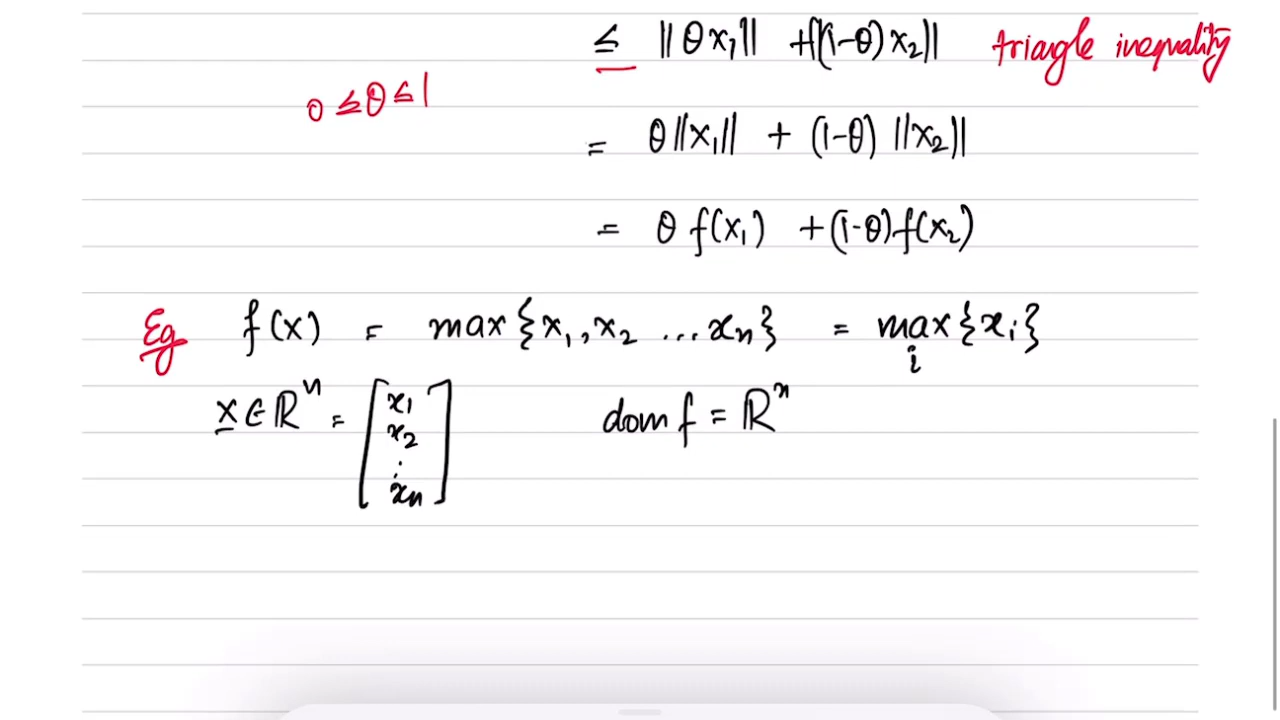 ≤ ||θx₁|| + ||(1-θ)x₂|| triangle inequality
0 ≤ θ ≤ 1
= θ||x₁|| + (1-θ) ||x₂||
= θ f(x₁) + (1-θ)f(x₂)
Eg f(x) = max{x₁, x₂ ... xₙ} = max_i{xᵢ}
x ∈ ℝⁿ = [x₁ x₂ ⋮ xₙ] dom f = ℝⁿ